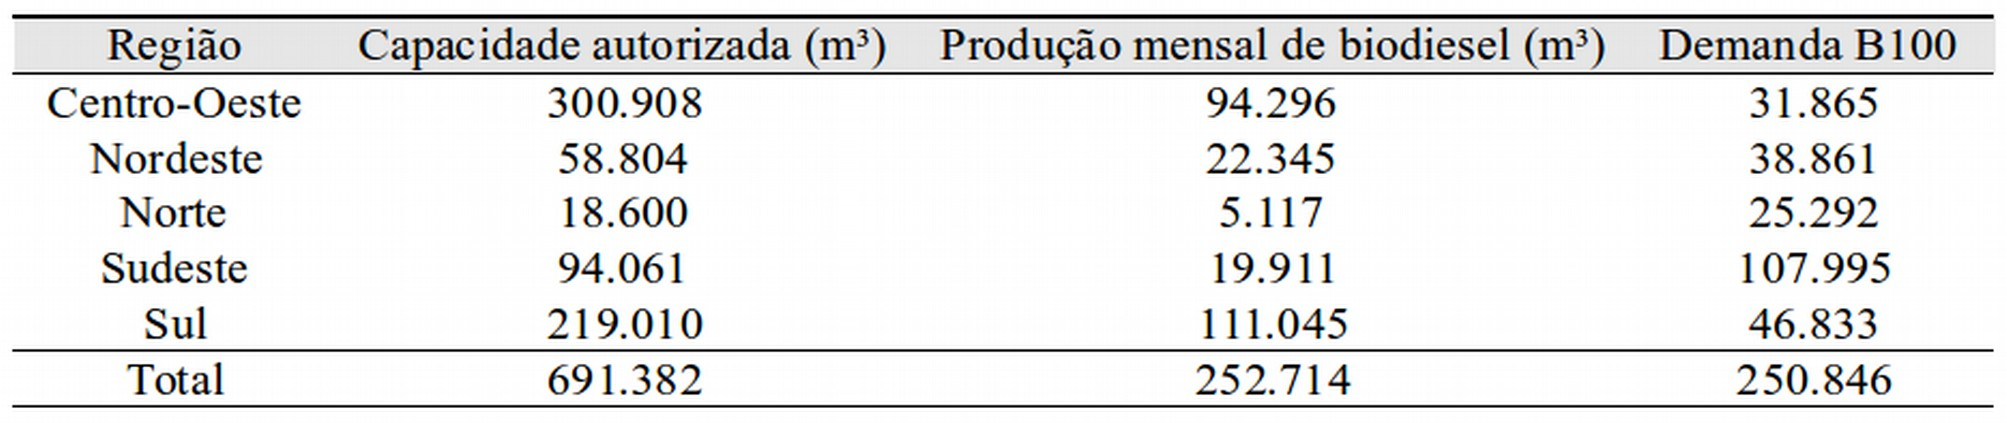 Região Capacidade autorizada (m³) Produção mensal de biodiesel (m³) Demanda B100
Centro-Oeste 300.908 94.296 31.865
Nordeste 58.804 22.345 38.861
Norte 18.600 5.117 25.292
Sudeste 94.061 19.911 107.995
Sul 219.010 111.045 46.833
Total 691.382 252.714 250.846